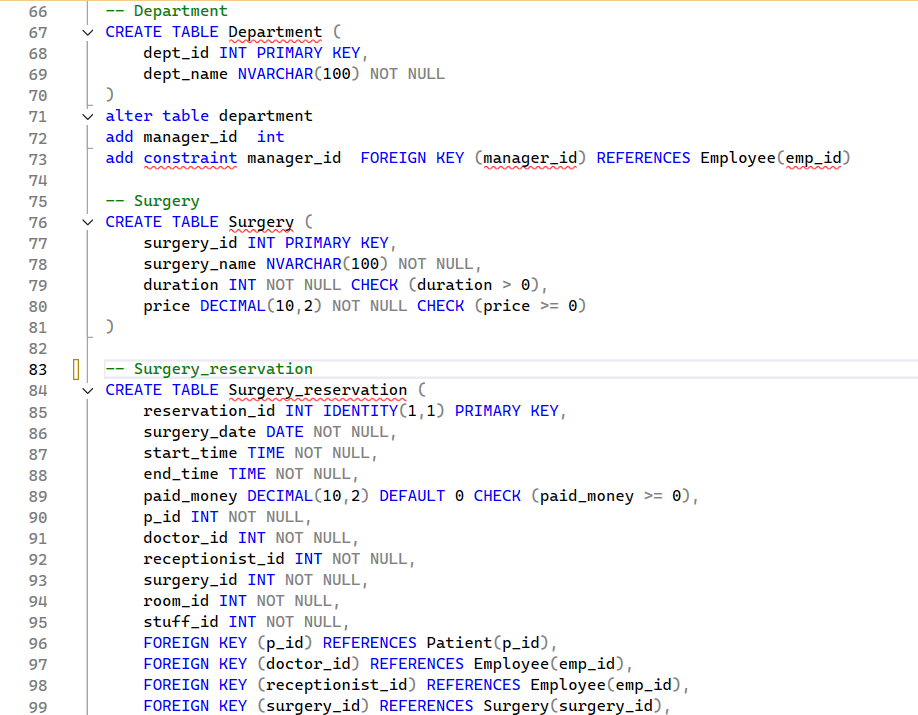 66 -- Department
67 CREATE TABLE Department (
68 dept_id INT PRIMARY KEY,
69 dept_name NVARCHAR(100) NOT NULL
70 )
71 alter table department
72 add manager_id  int
73 add constraint manager_id  FOREIGN KEY (manager_id) REFERENCES Employee(emp_id)
74
75 -- Surgery
76 CREATE TABLE Surgery (
77 surgery_id INT PRIMARY KEY,
78 surgery_name NVARCHAR(100) NOT NULL,
79 duration INT NOT NULL CHECK (duration > 0),
80 price DECIMAL(10,2) NOT NULL CHECK (price >= 0)
81 )
82
83 -- Surgery_reservation
84 CREATE TABLE Surgery_reservation (
85 reservation_id INT IDENTITY(1,1) PRIMARY KEY,
86 surgery_date DATE NOT NULL,
87 start_time TIME NOT NULL,
88 end_time TIME NOT NULL,
89 paid_money DECIMAL(10,2) DEFAULT 0 CHECK (paid_money >= 0),
90 p_id INT NOT NULL,
91 doctor_id INT NOT NULL,
92 receptionist_id INT NOT NULL,
93 surgery_id INT NOT NULL,
94 room_id INT NOT NULL,
95 stuff_id INT NOT NULL,
96 FOREIGN KEY (p_id) REFERENCES Patient(p_id),
97 FOREIGN KEY (doctor_id) REFERENCES Employee(emp_id),
98 FOREIGN KEY (receptionist_id) REFERENCES Employee(emp_id),
99 FOREIGN KEY (surgery_id) REFERENCES Surgery(surgery_id),